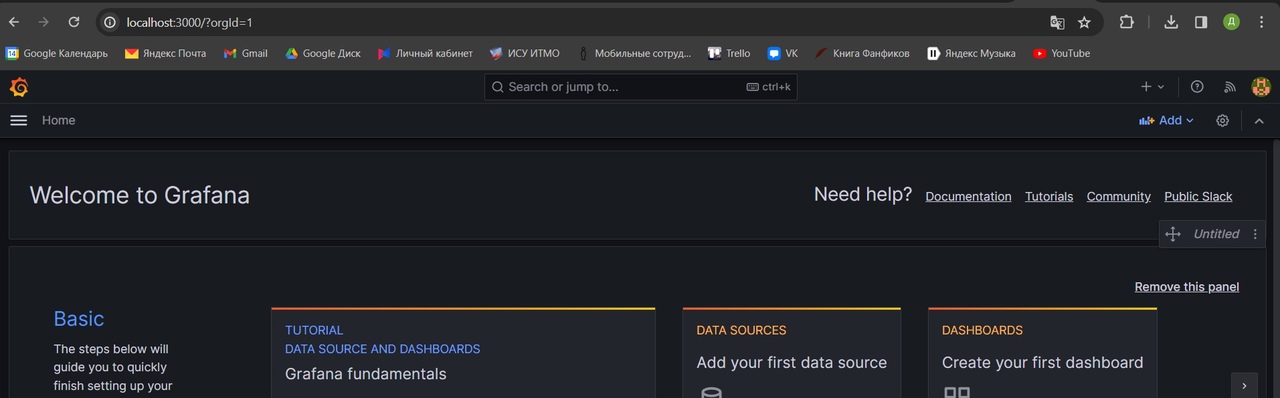 localhost:3000/?orgId=1
Д
Google Календарь Яндекс Почта Gmail Google Диск Личный кабинет ИСУ ИТМО Мобильные сотруд... Trello VK Книга Фанфиков Яндекс Музыка YouTube
Search or jump to... ctrl+k
Home Add
Welcome to Grafana Need help? Documentation Tutorials Community Public Slack
Untitled
Remove this panel
Basic
The steps below will
guide you to quickly
finish setting up your
TUTORIAL
DATA SOURCE AND DASHBOARDS
Grafana fundamentals
DATA SOURCES
Add your first data source
DASHBOARDS
Create your first dashboard